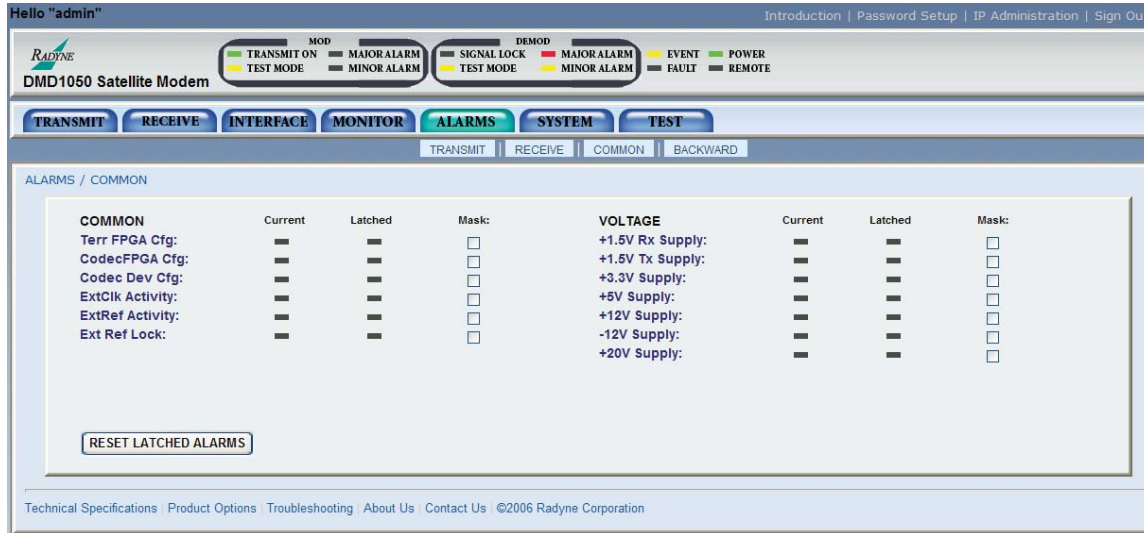 Hello "admin"
Introduction | Password Setup | IP Administration | Sign Ou
RADYNE
DMD1050 Satellite Modem
MOD
TRANSMIT ON MAJOR ALARM
TEST MODE MINOR ALARM
DEMOD
SIGNAL LOCK MAJOR ALARM
TEST MODE MINOR ALARM
EVENT POWER
FAULT REMOTE
TRANSMIT RECEIVE INTERFACE MONITOR ALARMS SYSTEM TEST
TRANSMIT | RECEIVE | COMMON | BACKWARD
ALARMS / COMMON
COMMON Current Latched Mask:
Terr FPGA Cfg:
CodecFPGA Cfg:
Codec Dev Cfg:
ExtClk Activity:
ExtRef Activity:
Ext Ref Lock:
VOLTAGE Current Latched Mask:
+1.5V Rx Supply:
+1.5V Tx Supply:
+3.3V Supply:
+5V Supply:
+12V Supply:
-12V Supply:
+20V Supply:
RESET LATCHED ALARMS
Technical Specifications | Product Options | Troubleshooting | About Us | Contact Us | ©2006 Radyne Corporation